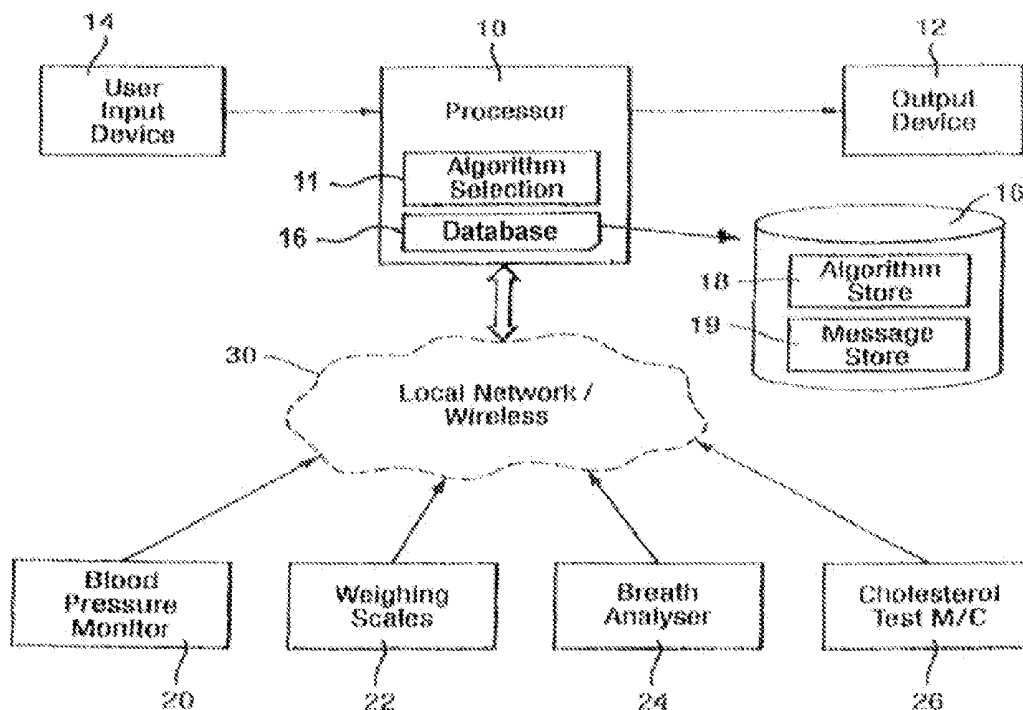 14
10
12
User
Input
Device
Processor
Output
Device
11
Algorithm
Selection
16
Database
16
18
Algorithm
Store
19
Message
Store
30
Local Network /
Wireless
Blood
Pressure
Monitor
Weighing
Scales
Breath
Analyser
Cholesterol
Test M/C
20
22
24
26